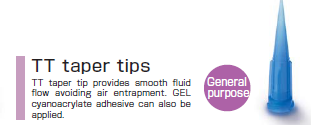 TT taper tips
TT taper tip provides smooth fluid
flow avoiding air entrapment. GEL
cyanoacrylate adhesive can also be
applied.
General
purpose